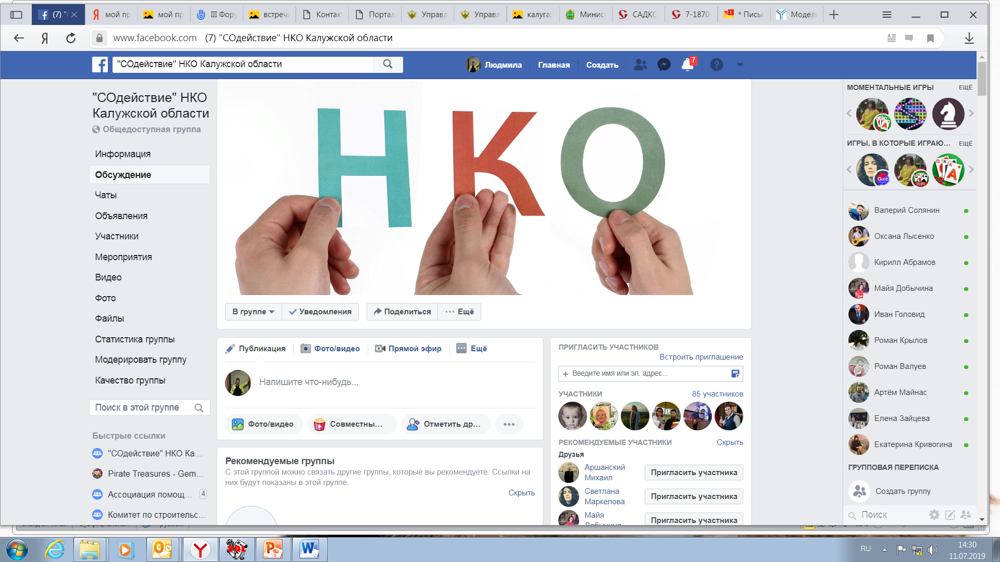 (7) "С
мой пр
мой пр
III Фору
встреча
Контак
Портал
Управл
Управл
калуга:
Минис
САДКО
7-1870-
* Письм
Модель
www.facebook.com (7) "СОдействие" НКО Калужской области
"СОдействие" НКО Калужской области
Людмила
Главная
Создать
7
"СОдействие" НКО
Калужской области
Общедоступная группа
Информация
Обсуждение
Чаты
Объявления
Участники
Мероприятия
Видео
Фото
Файлы
Статистика группы
Модерировать группу
Качество группы
Поиск в этой группе
Быстрые ссылки
"СОдействие" НКО Ка...
Pirate Treasures - Gem...
Ассоциация помощ... 4
Комитет по строительс...
НКО
В группе
Уведомления
Поделиться
Ещё
Публикация
Фото/видео
Прямой эфир
Ещё
Напишите что-нибудь...
Фото/видео
Совместны...
Отметить др...
Рекомендуемые группы
С этой группой можно связать другие группы, которые вы рекомендуете. Ссылки на
них будут показаны в этой группе.
Скрыть
ПРИГЛАСИТЬ УЧАСТНИКОВ
Встроить приглашение
Введите имя или эл. адрес...
УЧАСТНИКИ
85 участников
РЕКОМЕНДУЕМЫЕ УЧАСТНИКИ
Скрыть
Друзья
Аршанский
Михаил
Пригласить участника
Светлана
Маркелова
Пригласить участника
Майя
Добычина
Пригласить участника
МОМЕНТАЛЬНЫЕ ИГРЫ
ЕЩЁ
ИГРЫ, В КОТОРЫЕ ИГРАЮ...
ЕЩЁ
Quiz
DELUXE
Валерий Солянин
Оксана Лысенко
Кирилл Абрамов
Майя Добычина
Иван Головид
Роман Крылов
Роман Валуев
Артём Майнас
Елена Зайцева
Екатерина Кривогина
ГРУППОВАЯ ПЕРЕПИСКА
Создать группу
Поиск
RU
14:30
11.07.2019